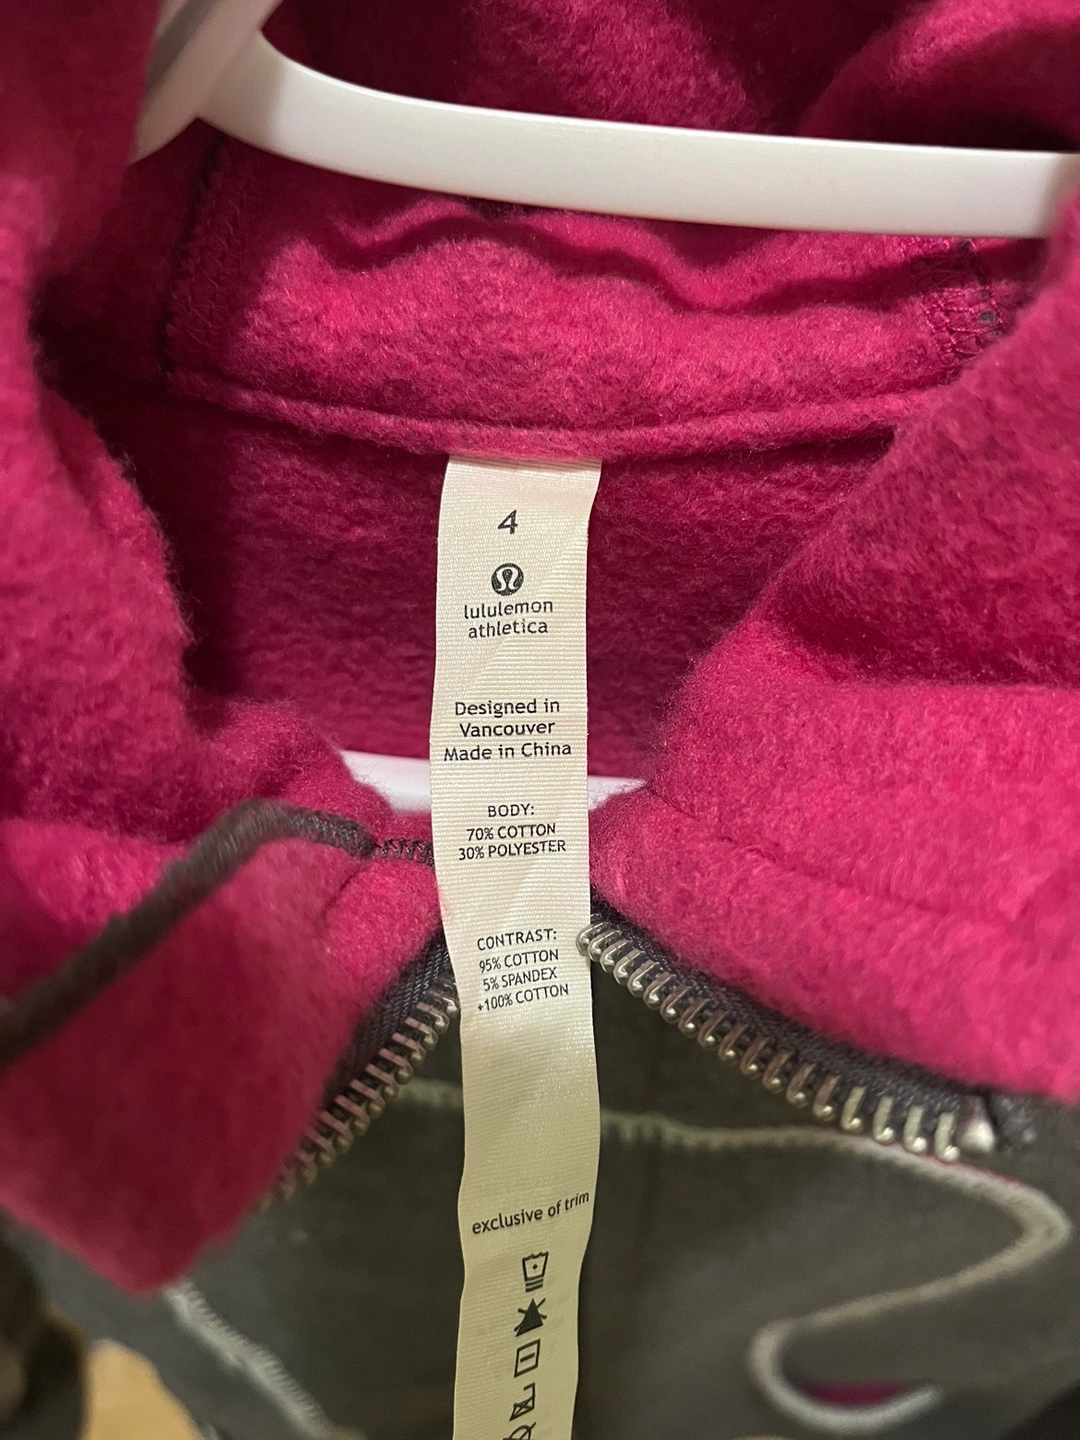 4
lululemon
athletica
Designed in
Vancouver
Made in China
BODY:
70% COTTON
30% POLYESTER
CONTRAST:
95% COTTON
5% SPANDEX
+100% COTTON
exclusive of trim